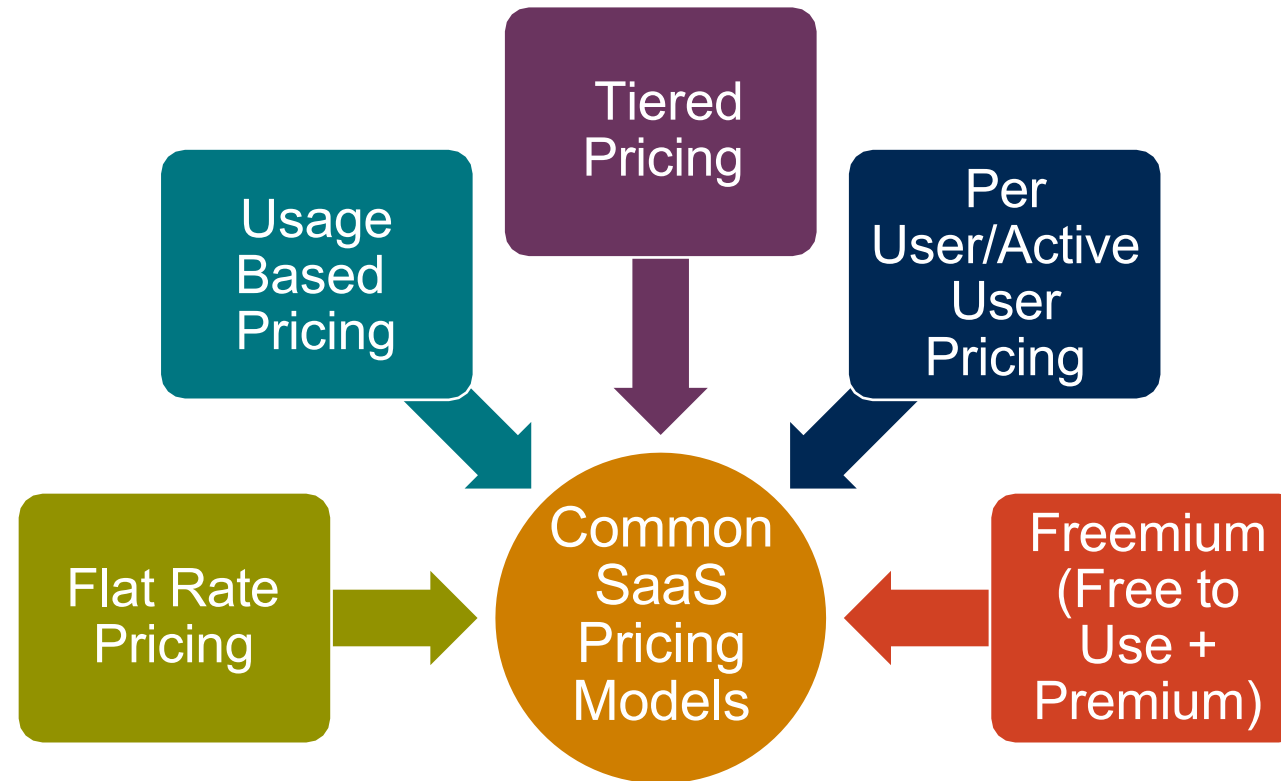 Tiered
Pricing
Usage
Based
Pricing
Per
User/Active
User
Pricing
Flat Rate
Pricing
Common
SaaS
Pricing
Models
Freemium
(Free to
Use +
Premium)